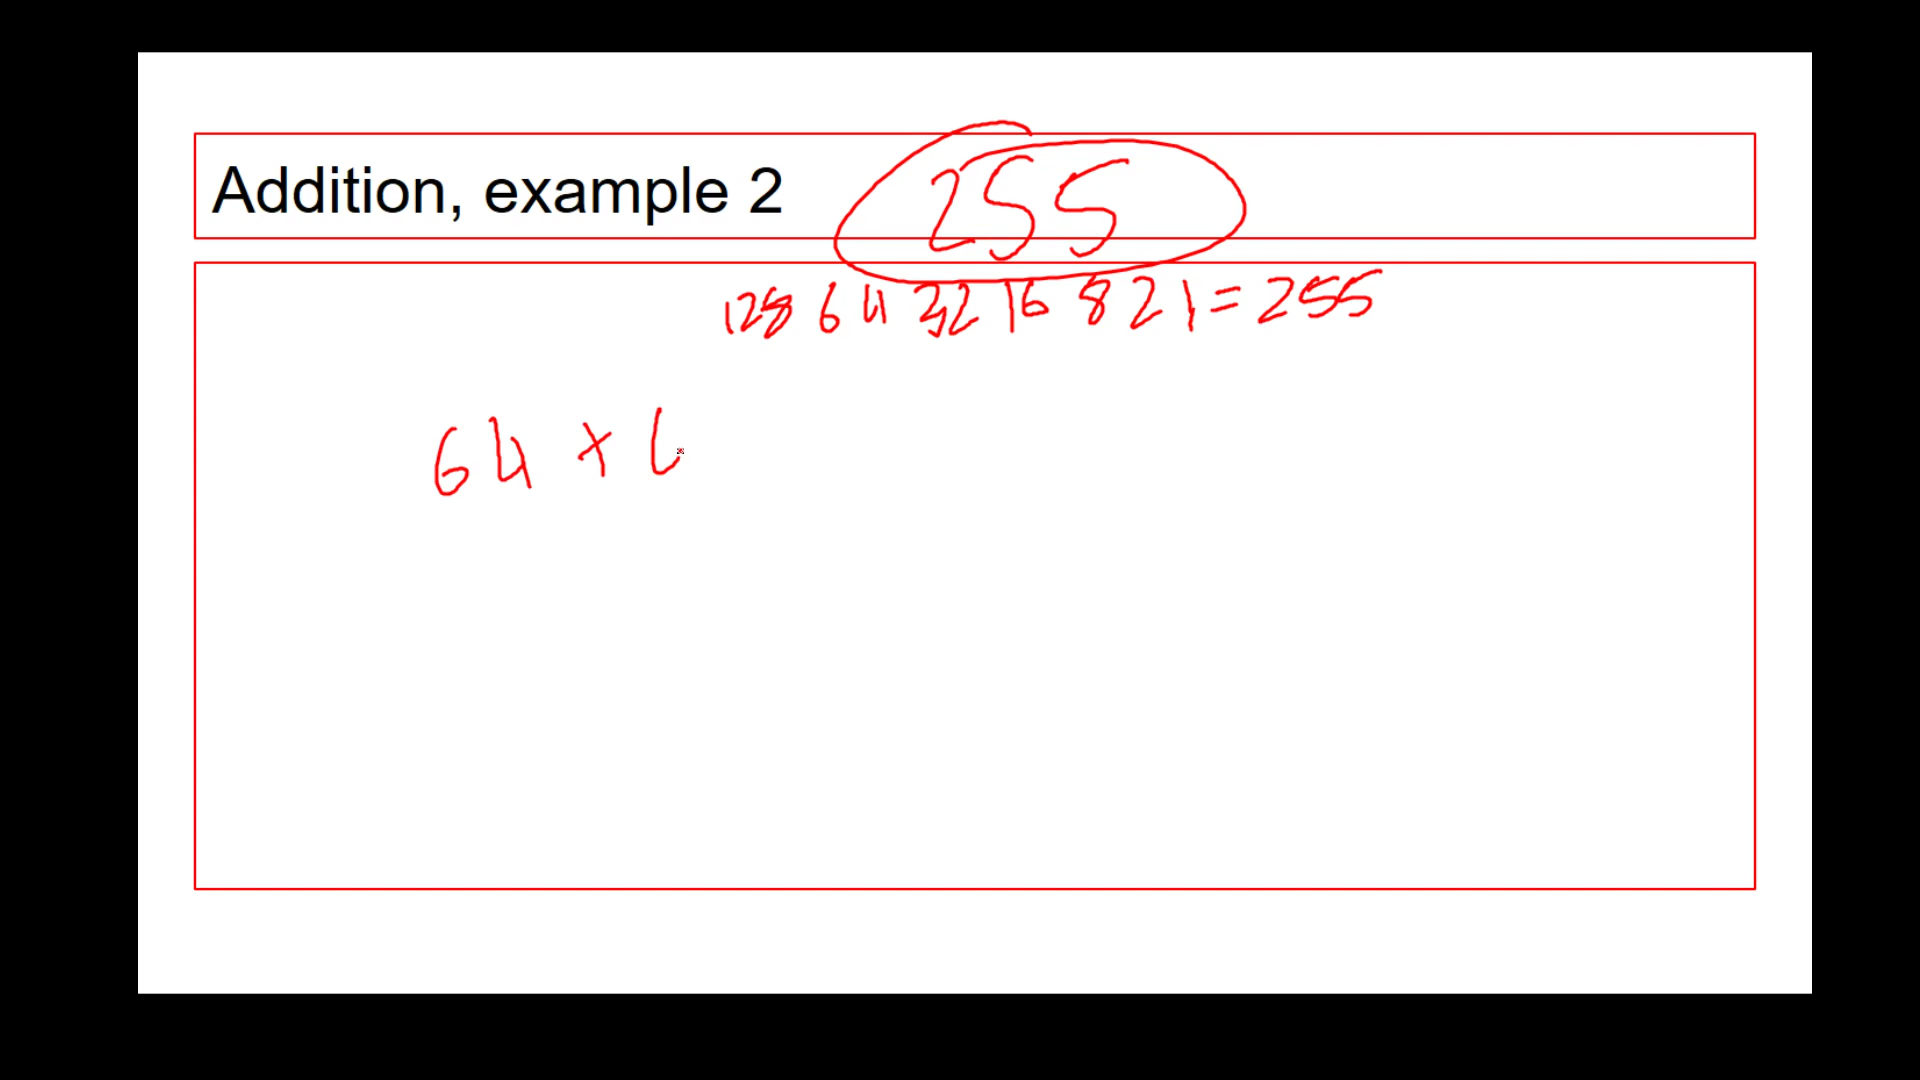 Addition, example 2
255
128 64 32 16 8 2 1 = 255
64 +